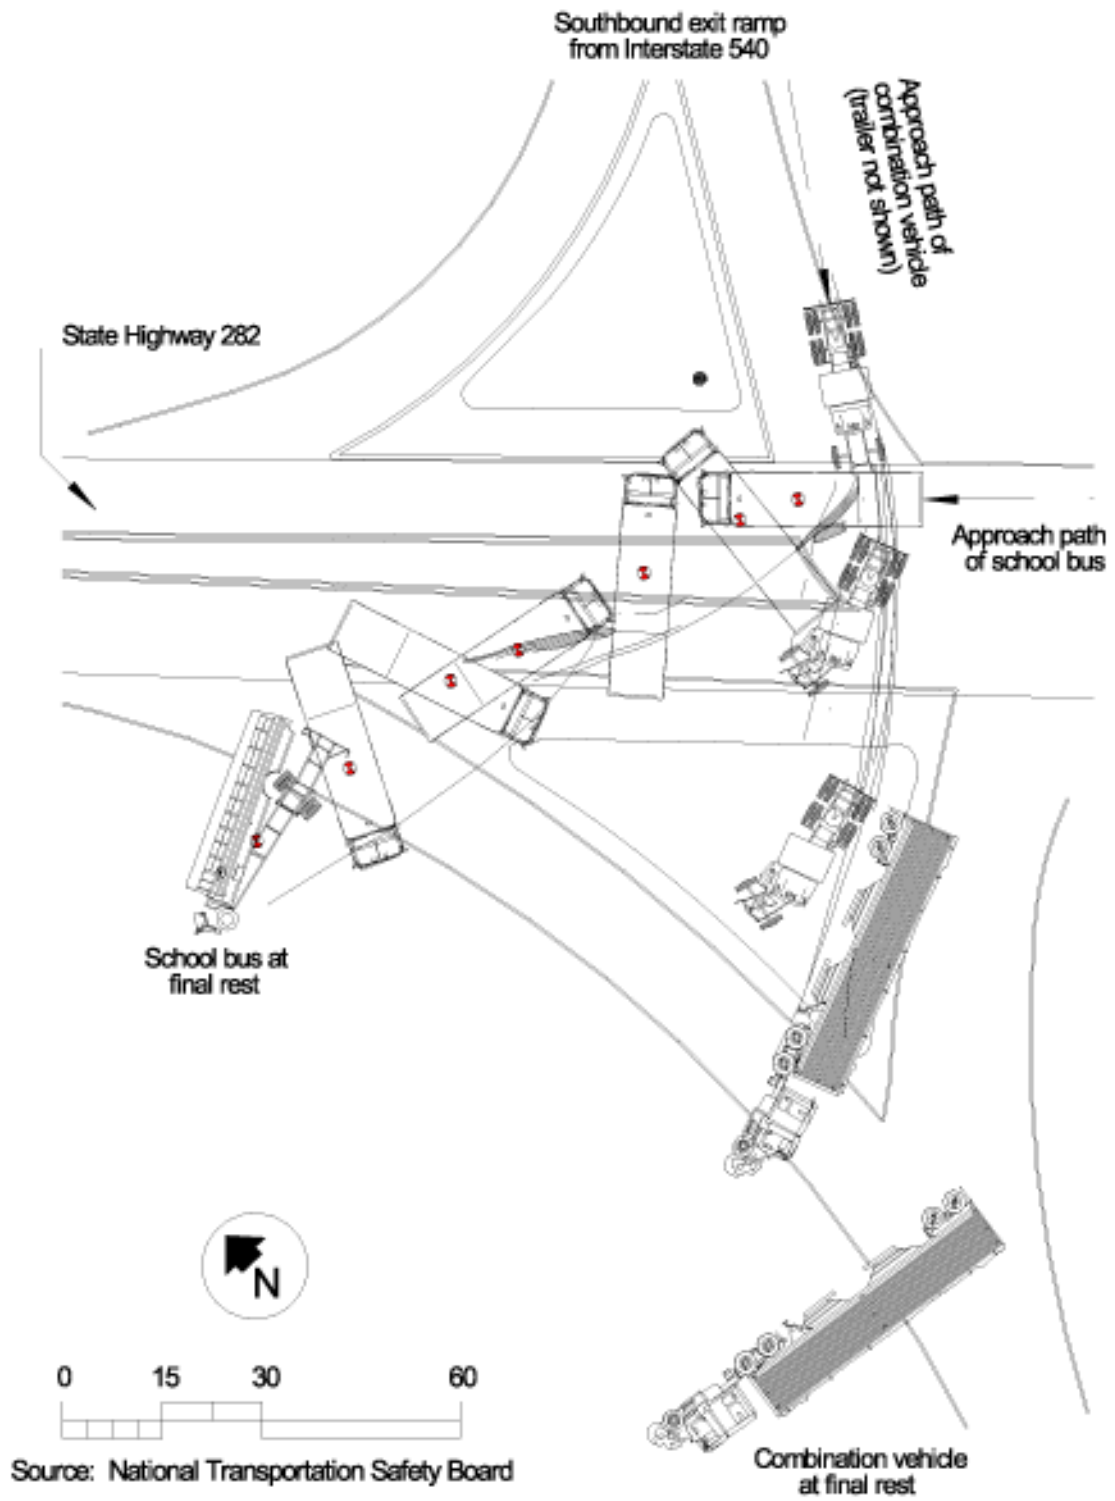 Southbound exit ramp
from Interstate 540
Approach path of
combination vehicle
(trailer not shown)
State Highway 282
Approach path
of school bus
School bus at
final rest
N
0 15 30 60
Source: National Transportation Safety Board
Combination vehicle
at final rest